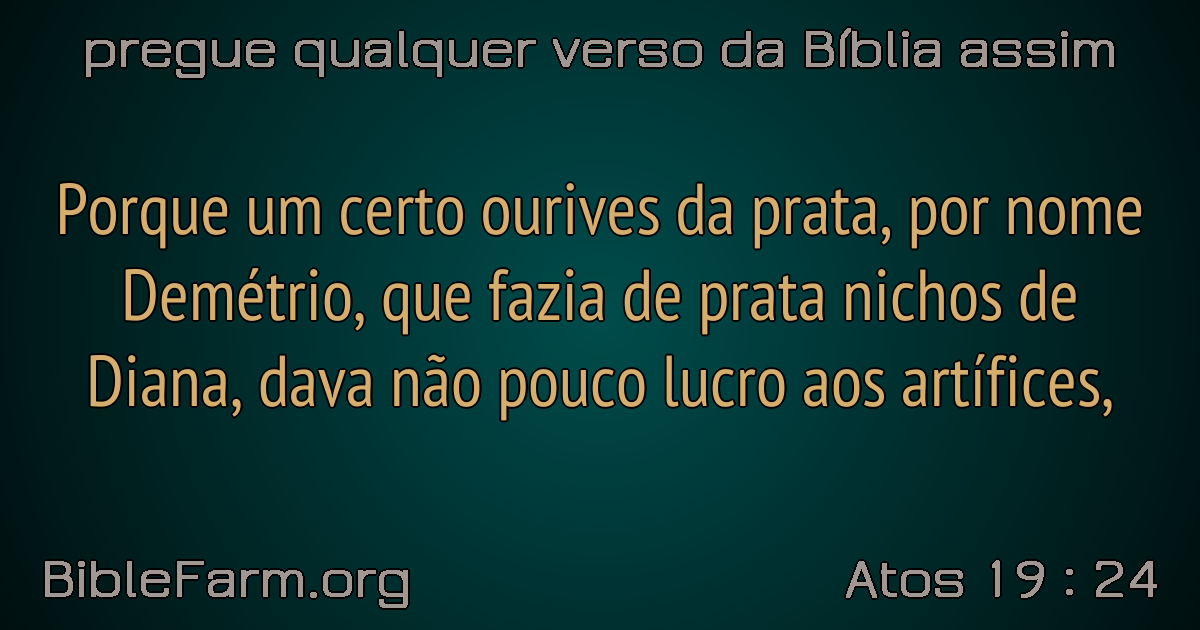 pregue qualquer verso da Bíblia assim
Porque um certo ourives da prata, por nome
Demétrio, que fazia de prata nichos de
Diana, dava não pouco lucro aos artífices,
BibleFarm.org
Atos 19 : 24